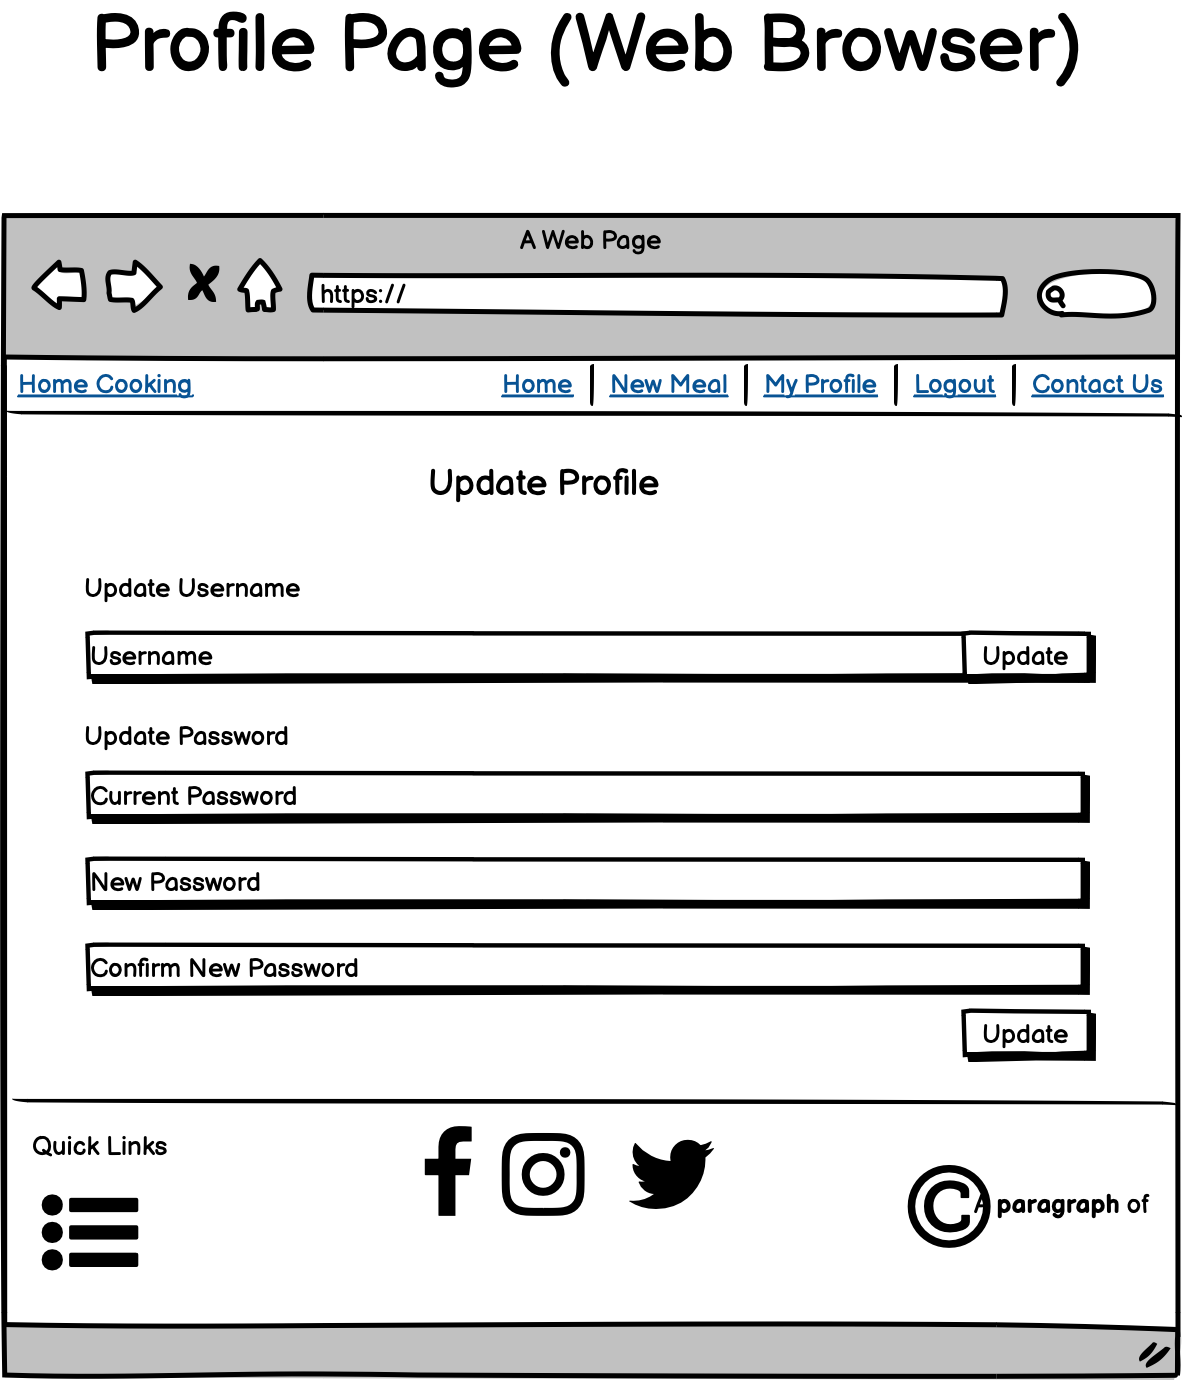 Profile Page (Web Browser)
A Web Page
https://
Home Cooking Home New Meal My Profile Logout Contact Us
Update Profile
Update Username
Username Update
Update Password
Current Password
New Password
Confirm New Password
Update
Quick Links
© A paragraph of